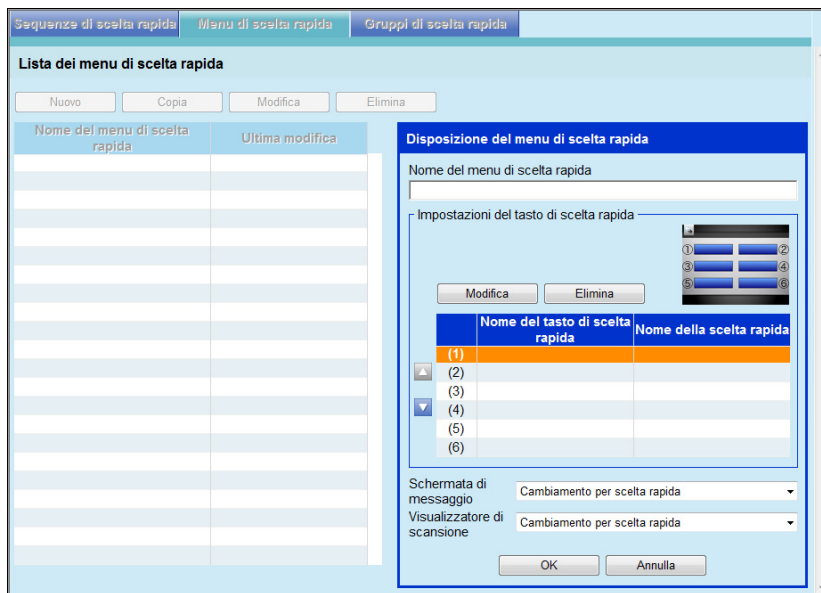 Sequenze di scelta rapida Menu di scelta rapida Gruppi di scelta rapida
Lista dei menu di scelta rapida
Nuovo Copia Modifica Elimina
Nome del menu di scelta rapida
Ultima modifica
Disposizione del menu di scelta rapida
Nome del menu di scelta rapida
Impostazioni del tasto di scelta rapida
① ②
③ ④
⑤ ⑥
Modifica Elimina
Nome del tasto di scelta rapida
Nome della scelta rapida
(1)
(2)
(3)
(4)
(5)
(6)
Schermata di
messaggio
Cambiamento per scelta rapida
Visualizzatore di
scansione
Cambiamento per scelta rapida
OK Annulla